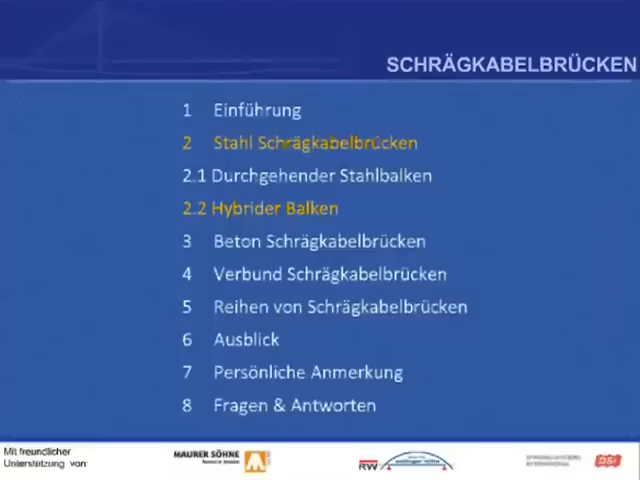 SCHRÄGKABELBRÜCKEN
1 Einführung
2 Stahl Schrägkabelbrücken
2.1 Durchgehender Stahlbalken
2.2 Hybrider Balken
3 Beton Schrägkabelbrücken
4 Verbund Schrägkabelbrücken
5 Reihen von Schrägkabelbrücken
6 Ausblick
7 Persönliche Anmerkung
8 Fragen & Antworten
Mit freundlicher
Unterstützung von:
MAURER SÖHNE
RW
DSI